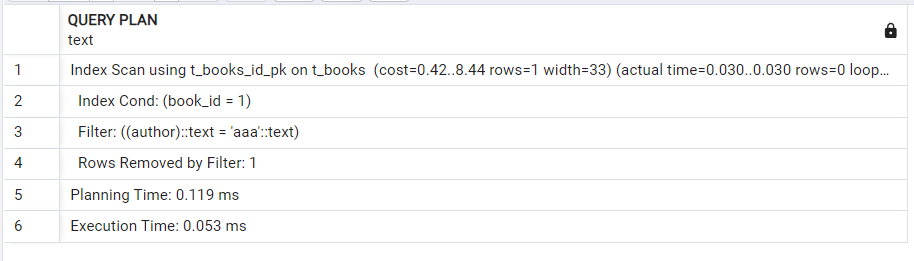 QUERY PLAN
text
1 Index Scan using t_books_id_pk on t_books (cost=0.42..8.44 rows=1 width=33) (actual time=0.030..0.030 rows=0 loop...
2 Index Cond: (book_id = 1)
3 Filter: ((author)::text = 'aaa'::text)
4 Rows Removed by Filter: 1
5 Planning Time: 0.119 ms
6 Execution Time: 0.053 ms